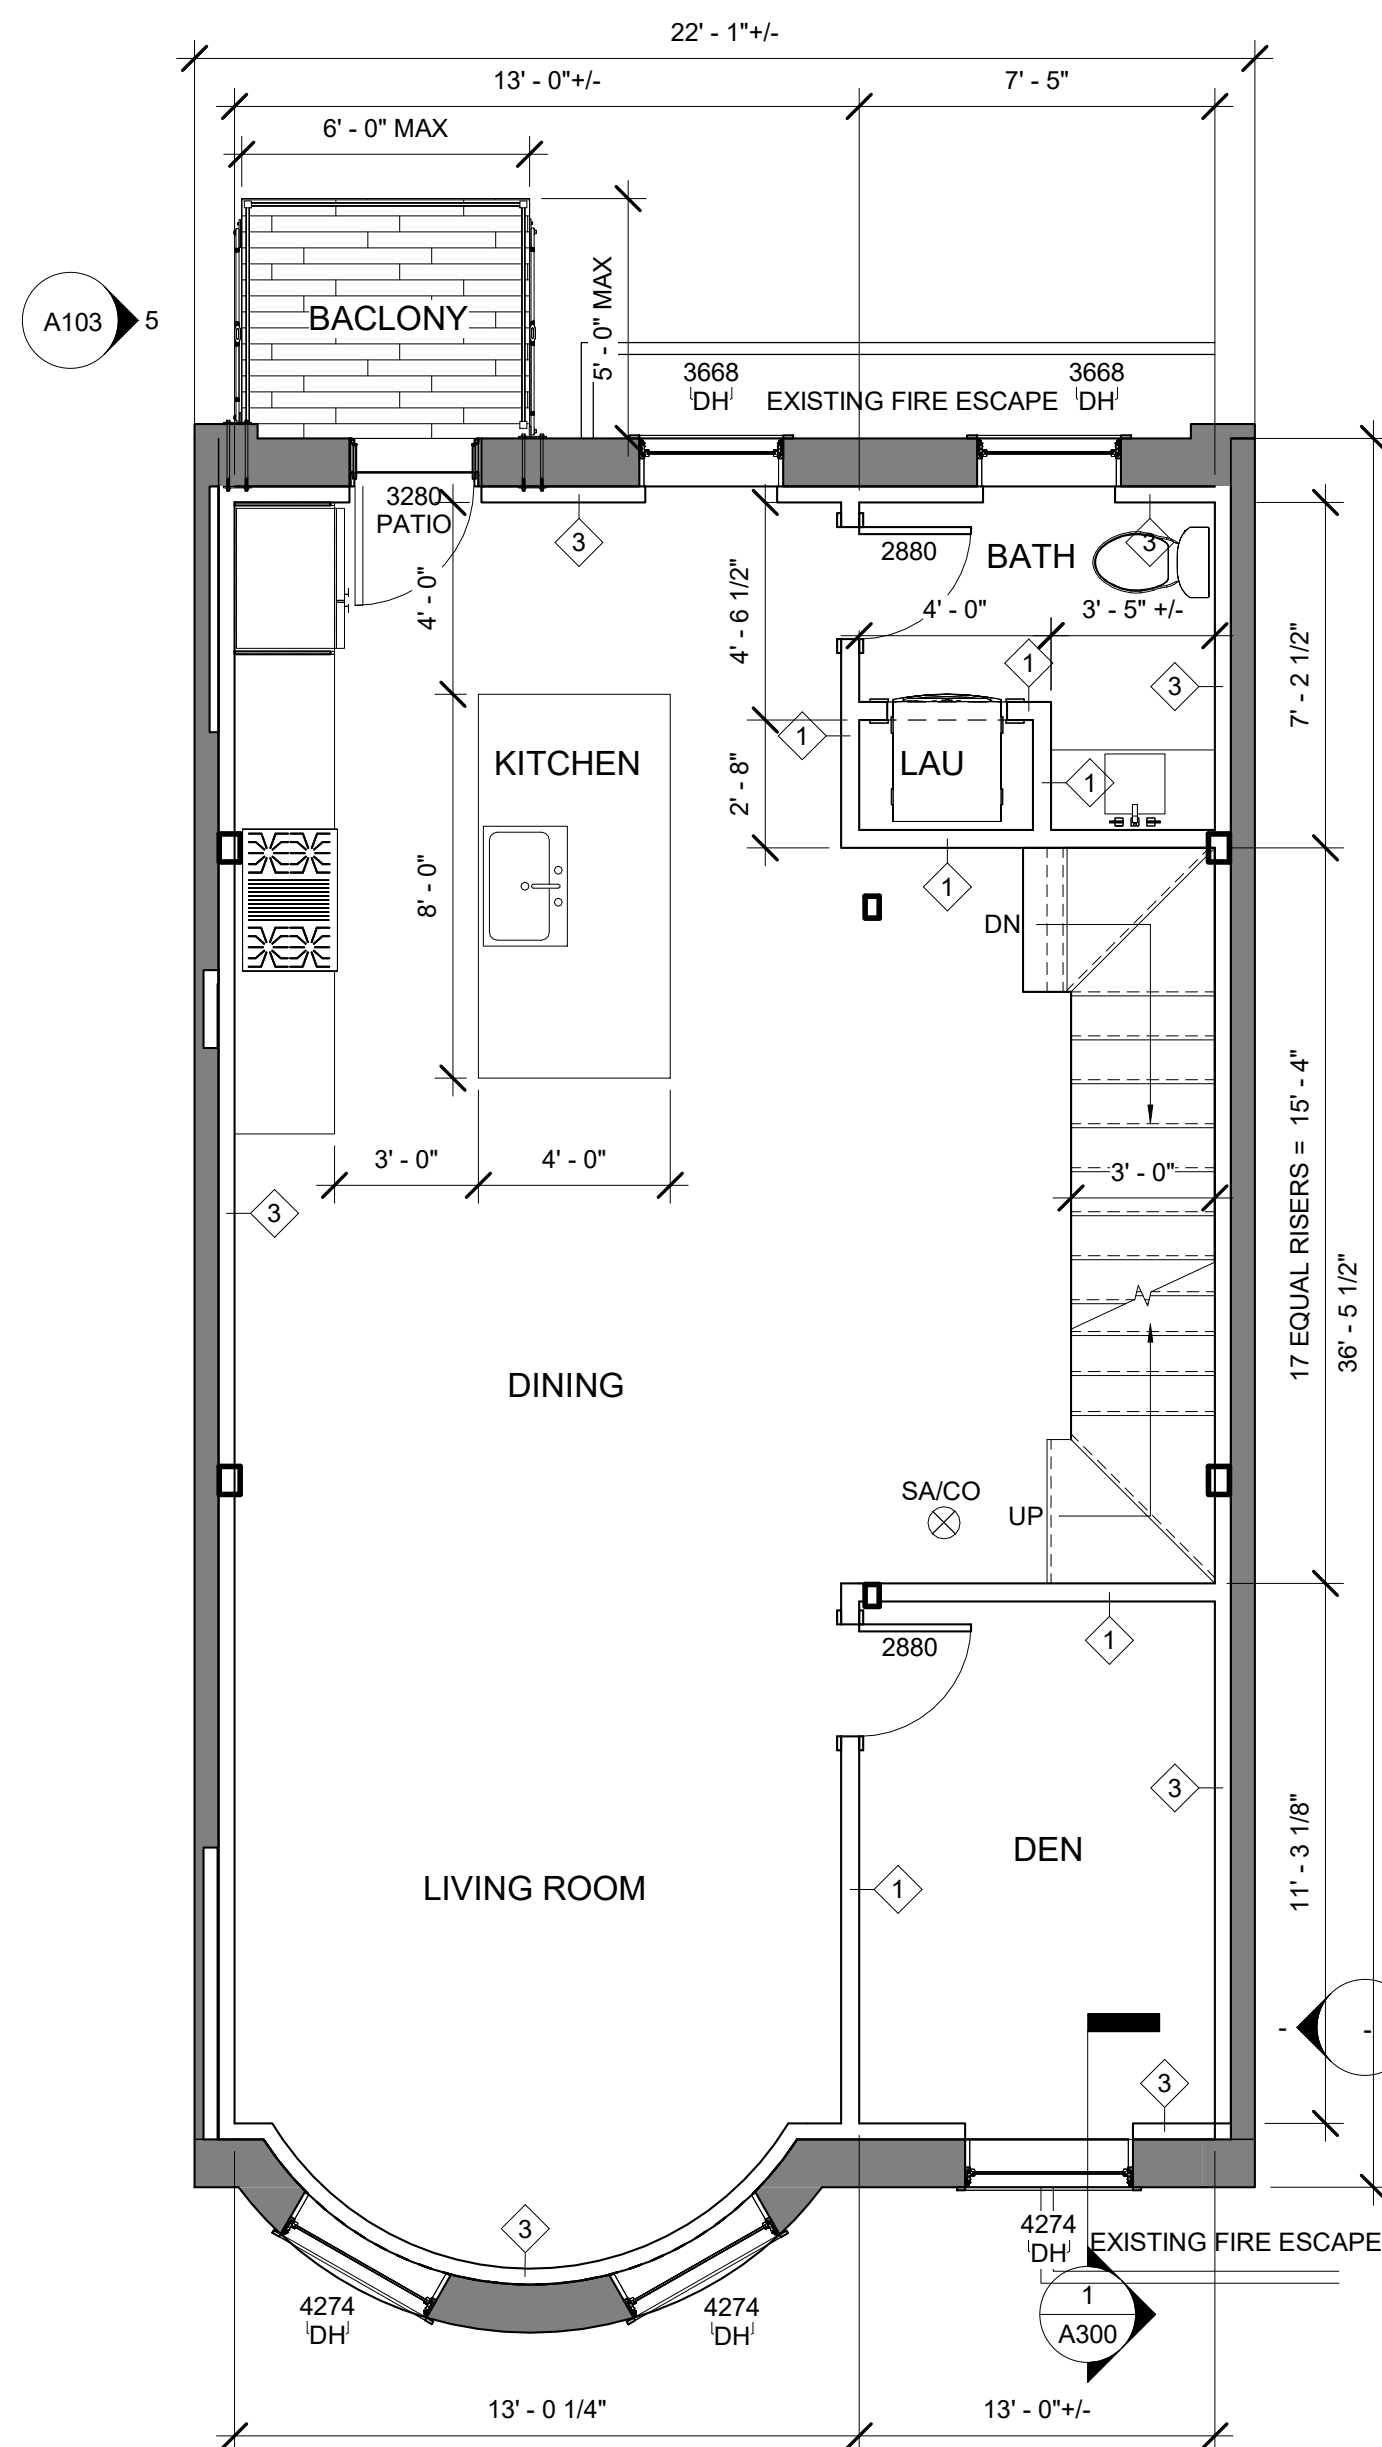 22' - 1"+/-
13' - 0"+/-
7' - 5"
6' - 0" MAX
5' - 0" MAX
BACLONY
A103
5
3668
DH
EXISTING FIRE ESCAPE
3668
DH
3280
PATIO
3
2880
BATH
3
4' - 0"
4' - 6 1/2"
4' - 0"
3' - 5" +/-
7' - 2 1/2"
1
3
1
KITCHEN
LAU
2' - 8"
1
8' - 0"
1
DN
3' - 0"
4' - 0"
3' - 0"
17 EQUAL RISERS = 15' - 4"
36' - 5 1/2"
3
DINING
SA/CO
UP
1
2880
3
DEN
11' - 3 1/8"
LIVING ROOM
1
-
-
3
3
4274
DH
EXISTING FIRE ESCAPE
4274
DH
4274
DH
1
A300
13' - 0 1/4"
13' - 0"+/-